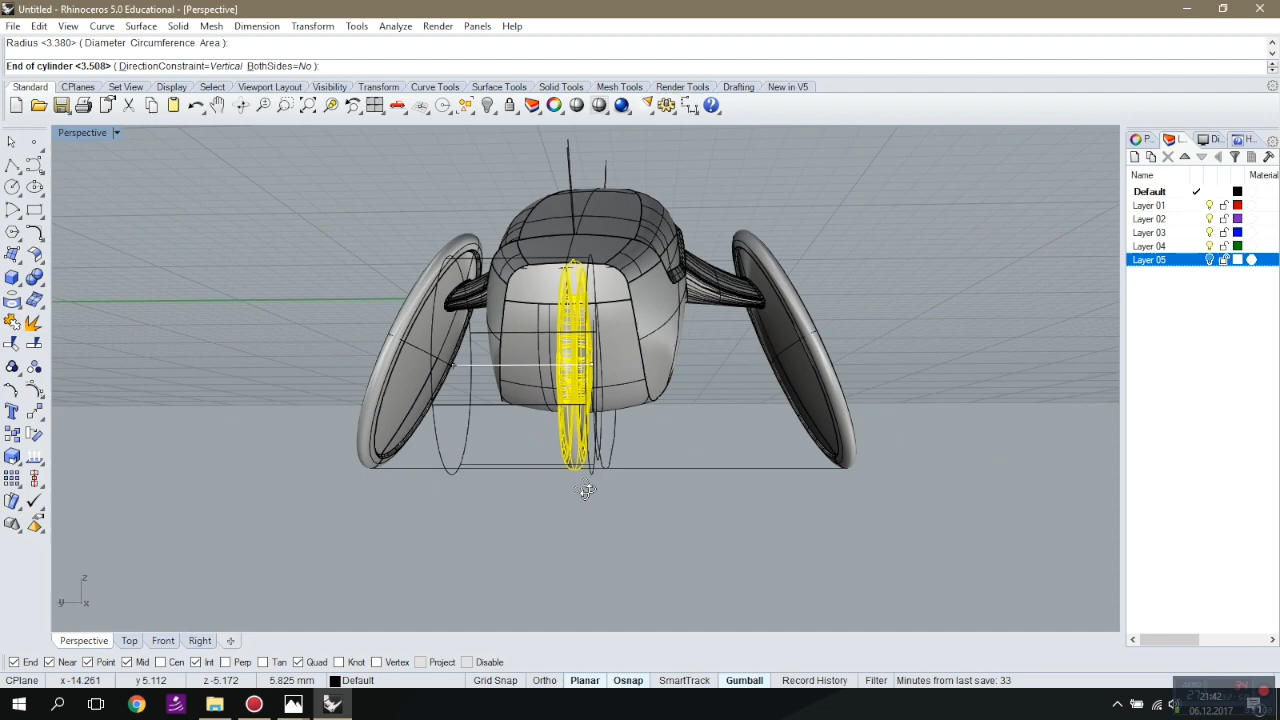 Untitled - Rhinoceros 5.0 Educational - [Perspective]
File Edit View Curve Surface Solid Mesh Dimension Transform Tools Analyze Render Panels Help
Radius <3.380> ( Diameter Circumference Area ):
End of cylinder <3.508> ( DirectionConstraint=Vertical BothSides=No ):
Standard CPlanes Set View Display Select Viewport Layout Visibility Transform Curve Tools Surface Tools Solid Tools Mesh Tools Render Tools Drafting New in V5
Perspective
P... L... Di... H...
Name Material
Default
Layer 01
Layer 02
Layer 03
Layer 04
Layer 05
z
y x
Perspective Top Front Right
End Near Point Mid Cen Int Perp Tan Quad Knot Vertex Project Disable
CPlane x -14.261 y 5.112 z -5.172 5.825 mm Default Grid Snap Ortho Planar Osnap SmartTrack Gumball Record History Filter Minutes from last save: 33
21:42
06.12.2017